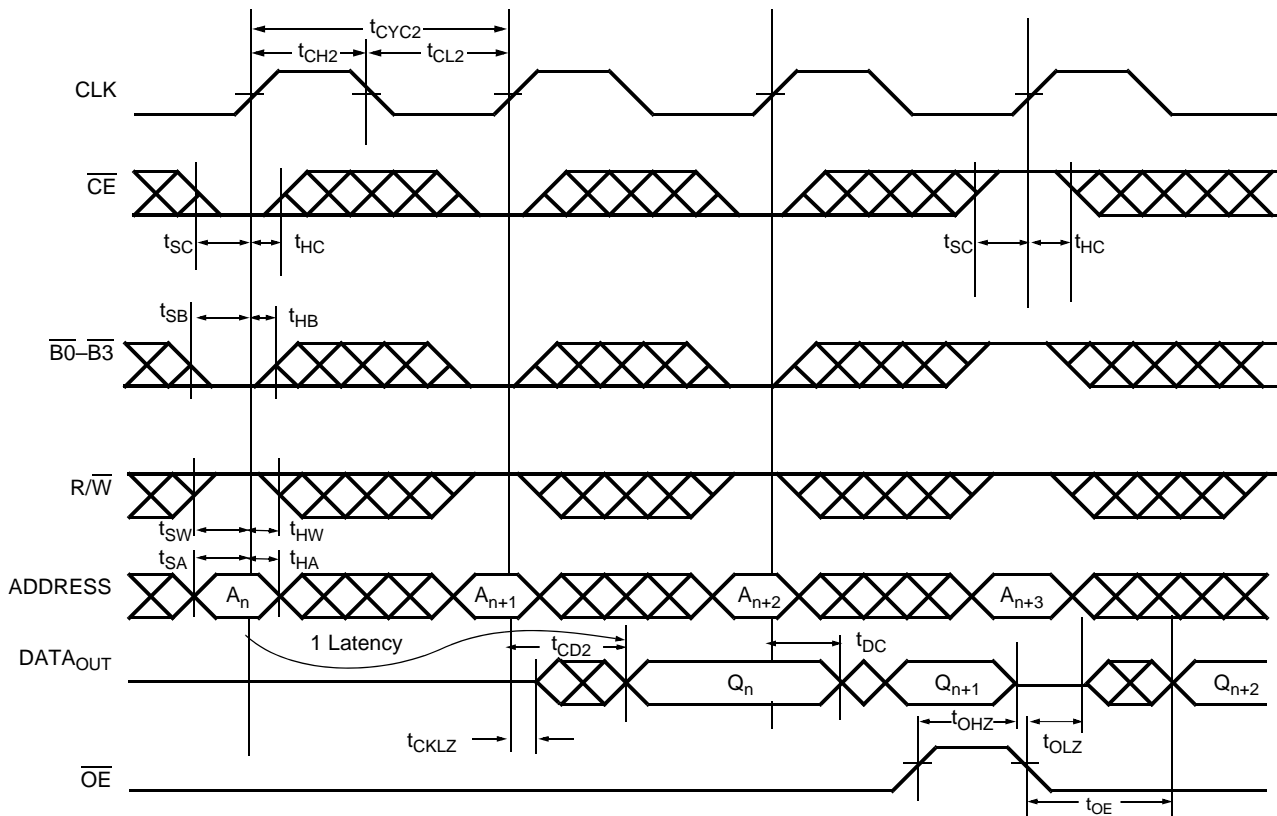 tCYC2
tCH2 tCL2
CLK
CE
tSC tHC tSC tHC
tSB tHB
B0–B3
R/W
tSW tHW
tSA tHA
ADDRESS An An+1 An+2 An+3
1 Latency tCD2 tDC
DATAOUT Qn Qn+1 Qn+2
tOHZ
tCKLZ tOLZ
OE
tOE